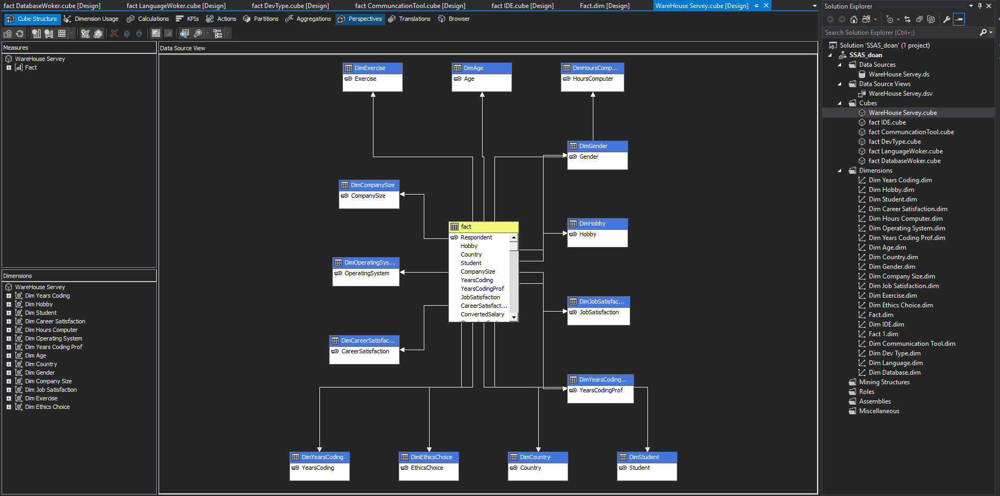 fact DatabaseWoker.cube [Design]
fact LanguageWoker.cube [Design]
fact DevType.cube [Design]
fact CommuncationTool.cube [Design]
fact IDE.cube [Design]
Fact.dim [Design]
WareHouse Servey.cube [Design]
Cube Structure
Dimension Usage
Calculations
KPIs
Actions
Partitions
Aggregations
Perspectives
Translations
Browser
Measures
WareHouse Servey
Fact
Dimensions
WareHouse Servey
Dim Years Coding
Dim Hobby
Dim Student
Dim Career Satisfaction
Dim Hours Computer
Dim Operating System
Dim Years Coding Prof
Dim Age
Dim Country
Dim Gender
Dim Company Size
Dim Job Satisfaction
Dim Exercise
Dim Ethics Choice
Data Source View
DimExercise
Exercise
DimAge
Age
DimHoursComp...
HoursComputer
DimGender
Gender
DimCompanySize
CompanySize
DimHobby
Hobby
fact
Respondent
Hobby
Country
Student
CompanySize
YearsCoding
YearsCodingProf
JobSatisfaction
CareerSatisfact...
ConvertedSalary
DimOperatingSys...
OperatingSystem
DimJobSatisfac...
JobSatisfaction
DimCareerSatisfac...
CareerSatisfaction
DimYearsCoding...
YearsCodingProf
DimYearsCoding
YearsCoding
DimEthicsChoice
EthicsChoice
DimCountry
Country
DimStudent
Student
Solution Explorer
Search Solution Explorer (Ctrl+;)
Solution 'SSAS_doan' (1 project)
SSAS_doan
Data Sources
WareHouse Servey.ds
Data Source Views
WareHouse Servey.dsv
Cubes
WareHouse Servey.cube
fact IDE.cube
fact CommuncationTool.cube
fact DevType.cube
fact LanguageWoker.cube
fact DatabaseWoker.cube
Dimensions
Dim Years Coding.dim
Dim Hobby.dim
Dim Student.dim
Dim Career Satisfaction.dim
Dim Hours Computer.dim
Dim Operating System.dim
Dim Years Coding Prof.dim
Dim Age.dim
Dim Country.dim
Dim Gender.dim
Dim Company Size.dim
Dim Job Satisfaction.dim
Dim Exercise.dim
Dim Ethics Choice.dim
Fact.dim
Dim IDE.dim
Fact 1.dim
Dim Communication Tool.dim
Dim Dev Type.dim
Dim Language.dim
Dim Database.dim
Mining Structures
Roles
Assemblies
Miscellaneous